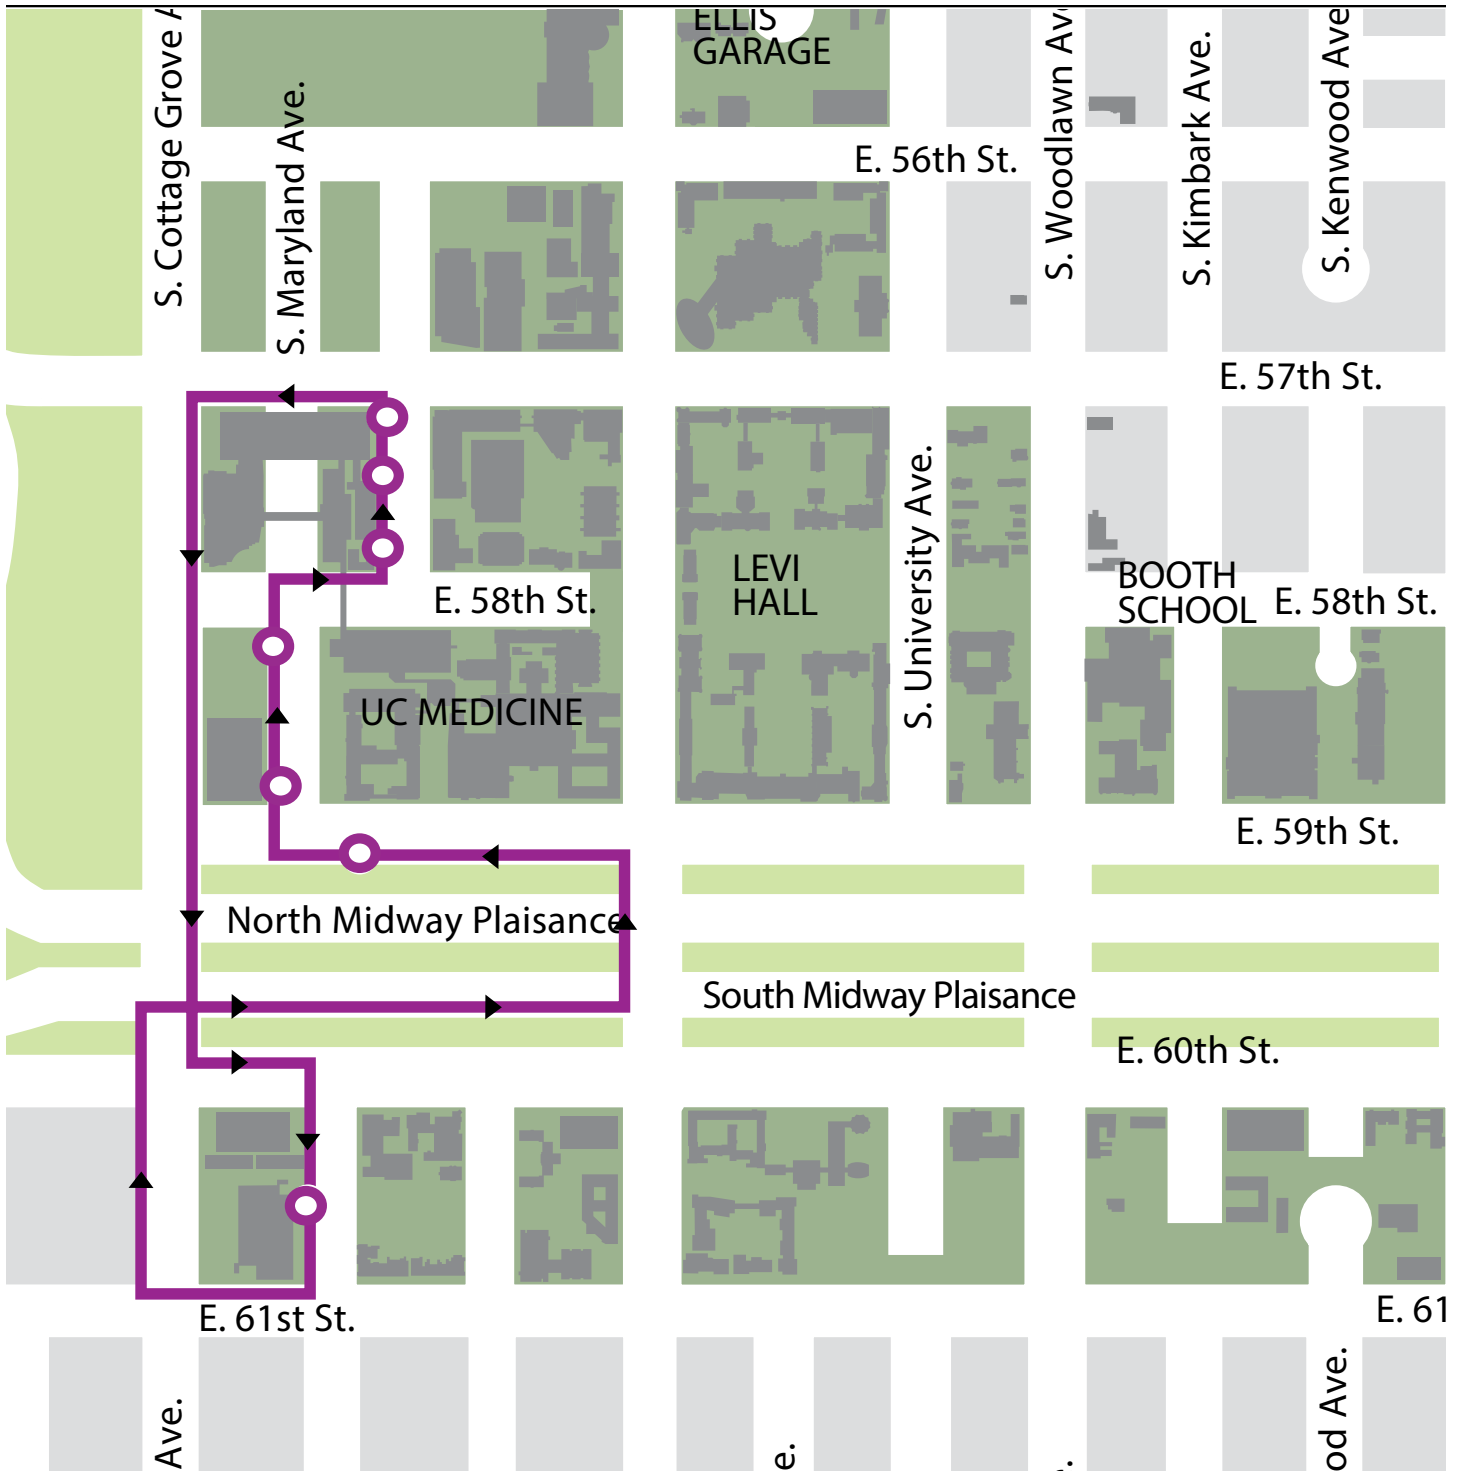 ELLIS
GARAGE
S. Cottage Grove A
S. Maryland Ave.
E. 56th St.
S. Woodlawn Ave
S. Kimbark Ave.
S. Kenwood Ave
E. 57th St.
S. University Ave.
LEVI
HALL
E. 58th St.
BOOTH
SCHOOL
E. 58th St.
UC MEDICINE
E. 59th St.
North Midway Plaisance
South Midway Plaisance
E. 60th St.
E. 61st St.
E. 61
Ave.
e.
ood Ave.